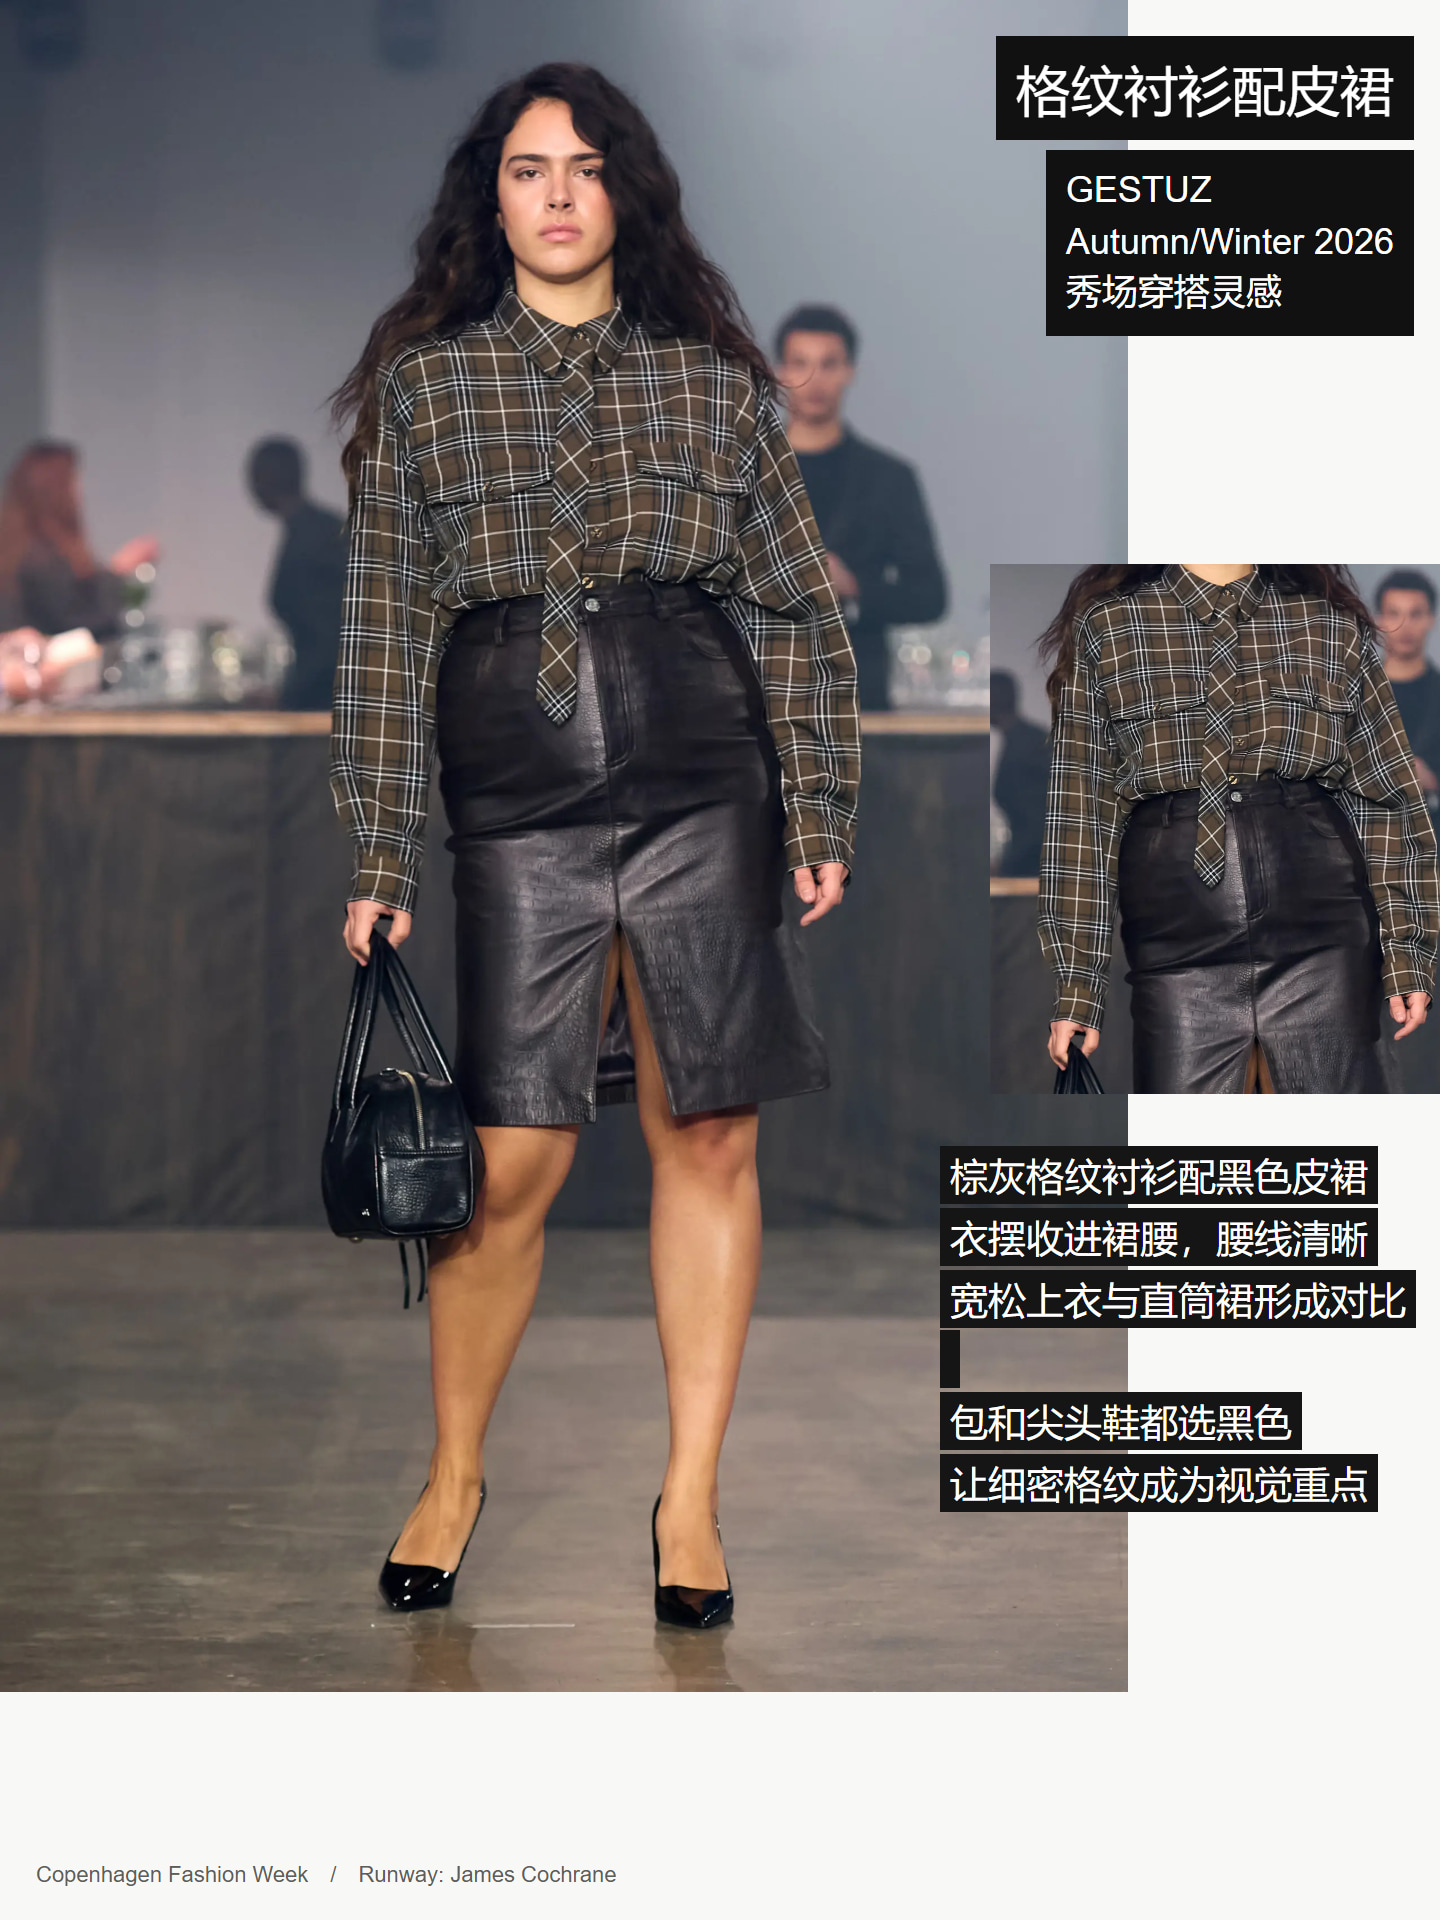 格纹衬衫配皮裙
GESTUZ
Autumn/Winter 2026
秀场穿搭灵感
棕灰格纹衬衫配黑色皮裙
衣摆收进裙腰，腰线清晰
宽松上衣与直筒裙形成对比
包和尖头鞋都选黑色
让细密格纹成为视觉重点
Copenhagen Fashion Week / Runway: James Cochrane